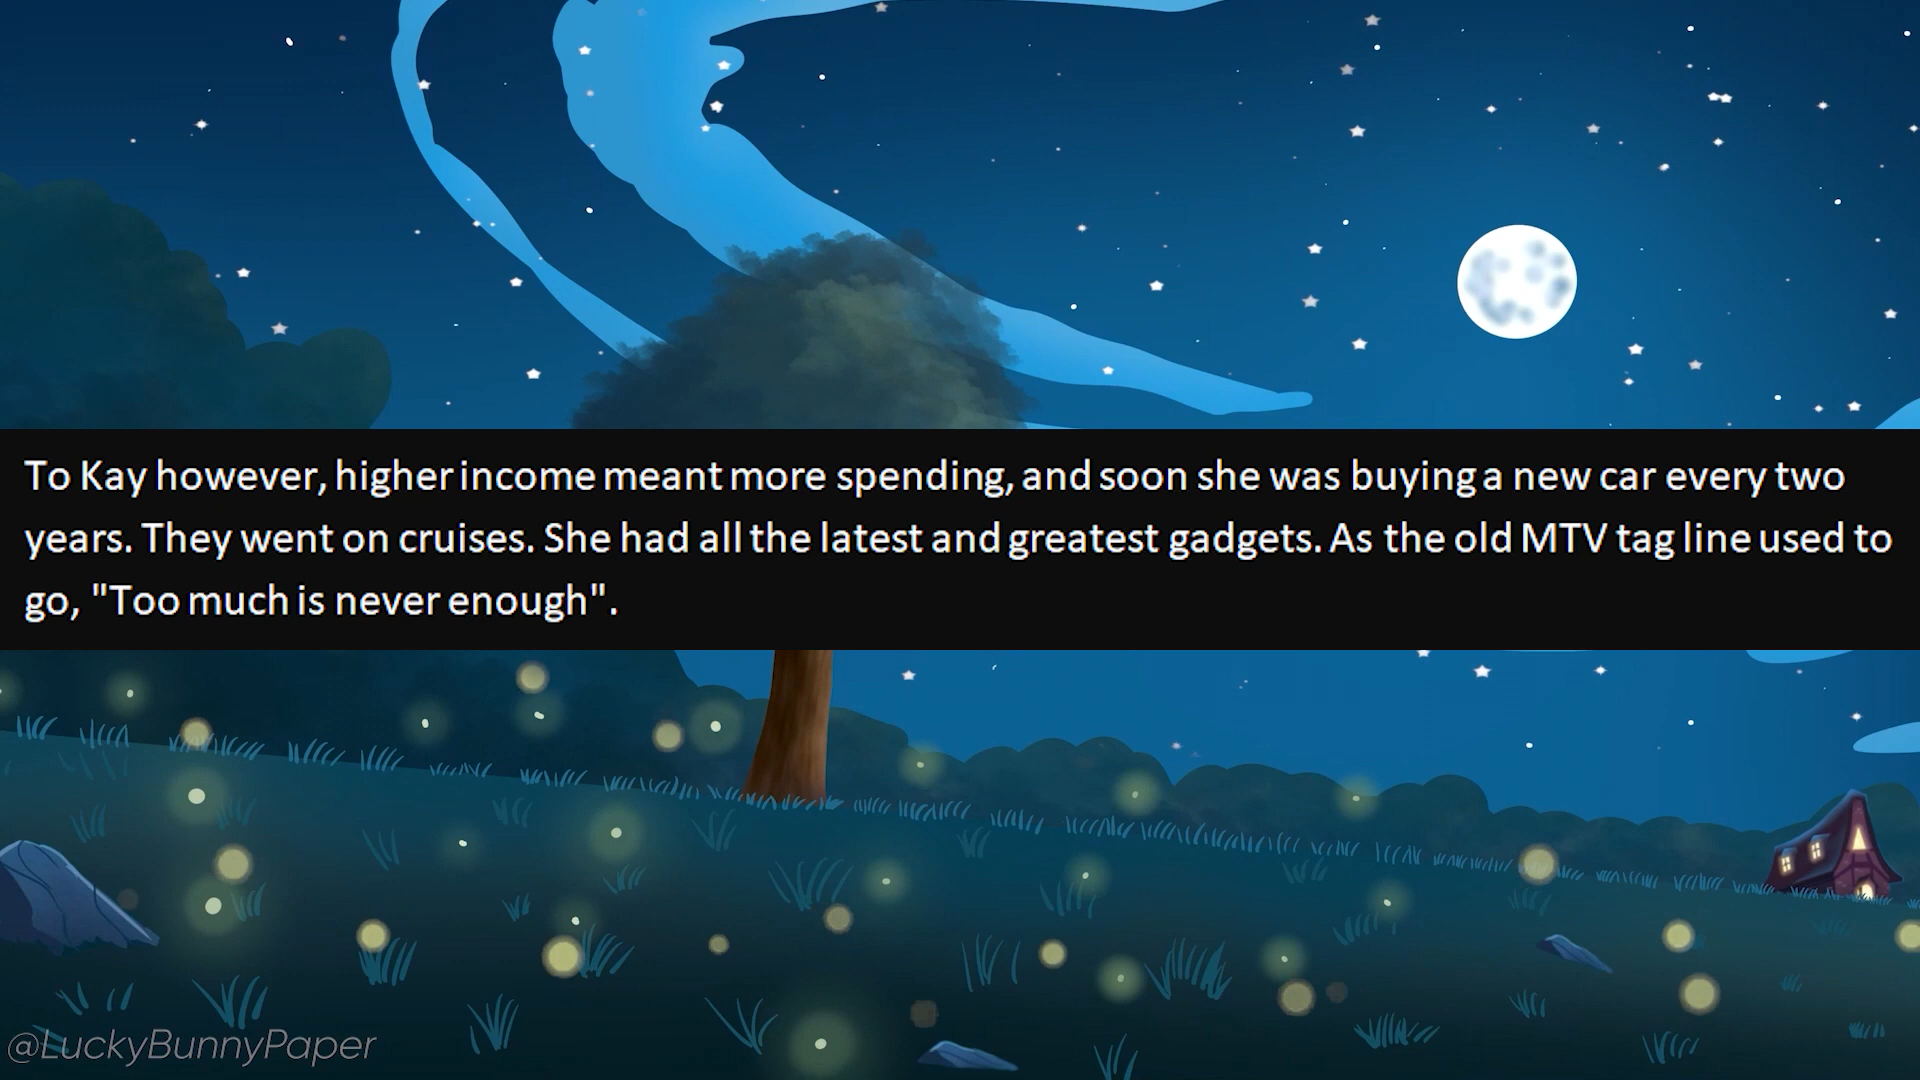 To Kay however, higher income meant more spending, and soon she was buying a new car every two
years. They went on cruises. She had all the latest and greatest gadgets. As the old MTV tag line used to
go, "Too much is never enough".
@LuckyBunnyPaper